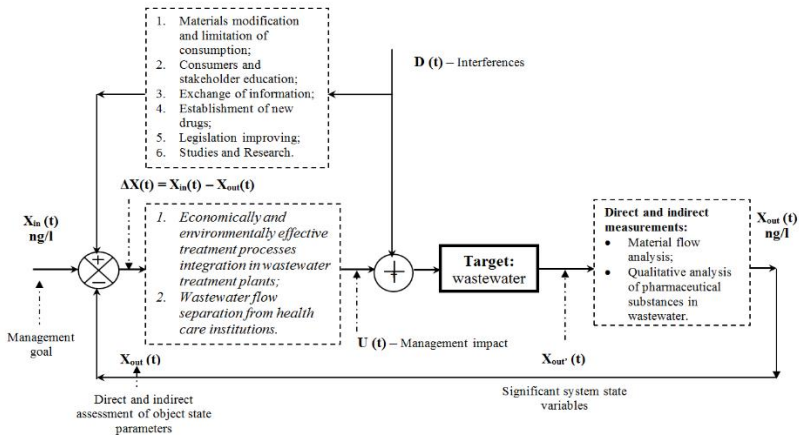 1. Materials modification
and limitation of
consumption;
2. Consumers and
stakeholder education;
3. Exchange of information;
4. Establishment of new
drugs;
5. Legislation improving;
6. Studies and Research.
D (t) – Interferences
ΔX(t) = Xin(t) – Xout(t)
Xin (t)
ng/l
+
−
1. Economically and
environmentally effective
treatment processes
integration in wastewater
treatment plants;
2. Wastewater flow
separation from health
care institutions.
+
Target:
wastewater
Direct and indirect
measurements:
• Material flow
analysis;
• Qualitative analysis
of pharmaceutical
substances in
wastewater.
Xout (t)
ng/l
Management
goal
U (t) – Management impact
Xout' (t)
Xout (t)
Direct and indirect
assessment of object state
parameters
Significant system state
variables